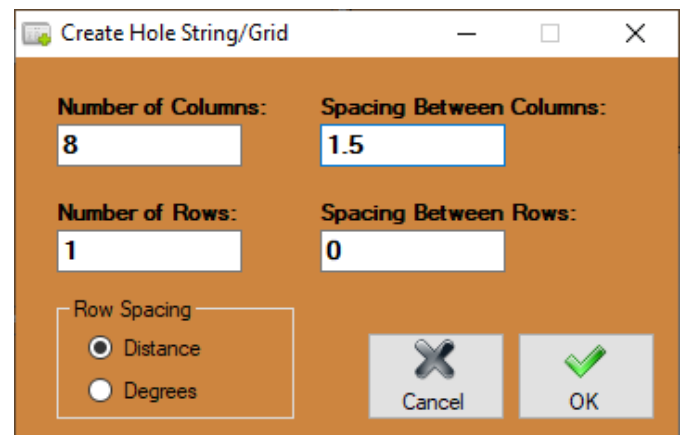 Create Hole String/Grid
Number of Columns: Spacing Between Columns:
8 1.5
Number of Rows: Spacing Between Rows:
1 0
Row Spacing
Distance
Degrees
Cancel OK